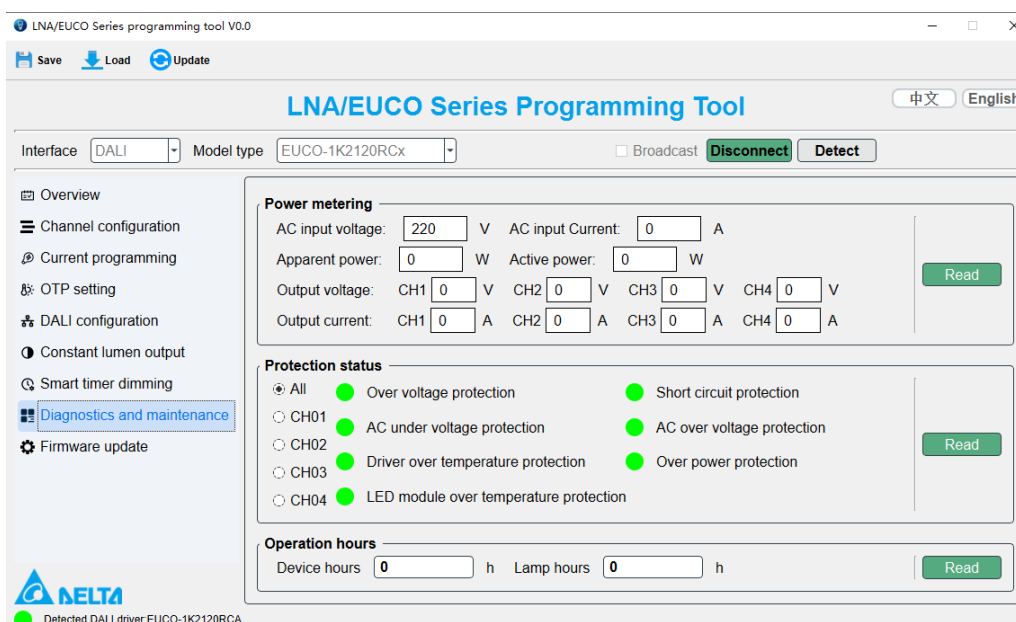 LNA/EUCO Series programming tool V0.0
Save Load Update
LNA/EUCO Series Programming Tool
中文 English
Interface DALI Model type EUCO-1K2120RCx Broadcast Disconnect Detect
Overview
Channel configuration
Current programming
OTP setting
DALI configuration
Constant lumen output
Smart timer dimming
Diagnostics and maintenance
Firmware update
Power metering
AC input voltage: 220 V AC input Current: 0 A
Apparent power: 0 W Active power: 0 W
Output voltage: CH1 0 V CH2 0 V CH3 0 V CH4 0 V
Output current: CH1 0 A CH2 0 A CH3 0 A CH4 0 A
Read
Protection status
All
CH01
CH02
CH03
CH04
Over voltage protection Short circuit protection
AC under voltage protection AC over voltage protection
Driver over temperature protection Over power protection
LED module over temperature protection
Read
Operation hours
Device hours 0 h Lamp hours 0 h
Read
DELTA
Detected DALI driver:EUCO-1K2120RCA